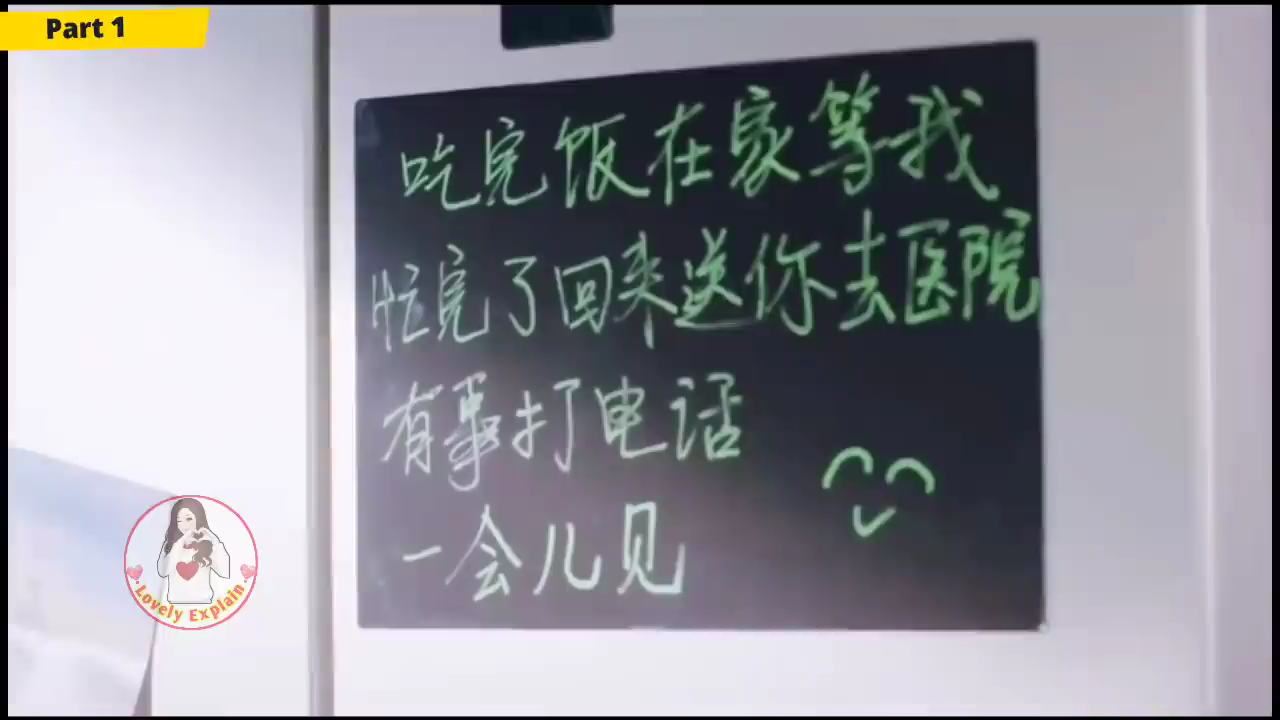 Part 1
吃完饭在家等我
忙完了回来送你去医院
有事打电话
一会儿见
Lovely Explain